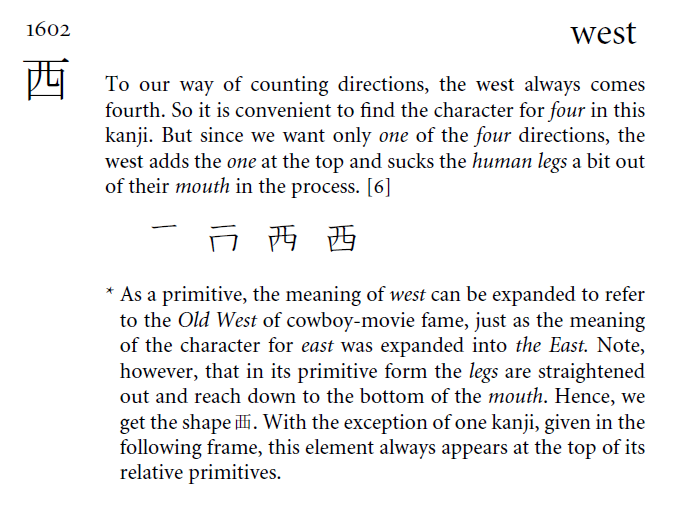 1602
west
西
To our way of counting directions, the west always comes
fourth. So it is convenient to find the character for four in this
kanji. But since we want only one of the four directions, the
west adds the one at the top and sucks the human legs a bit out
of their mouth in the process. [6]
* As a primitive, the meaning of west can be expanded to refer
to the Old West of cowboy-movie fame, just as the meaning
of the character for east was expanded into the East. Note,
however, that in its primitive form the legs are straightened
out and reach down to the bottom of the mouth. Hence, we
get the shape 覀. With the exception of one kanji, given in the
following frame, this element always appears at the top of its
relative primitives.